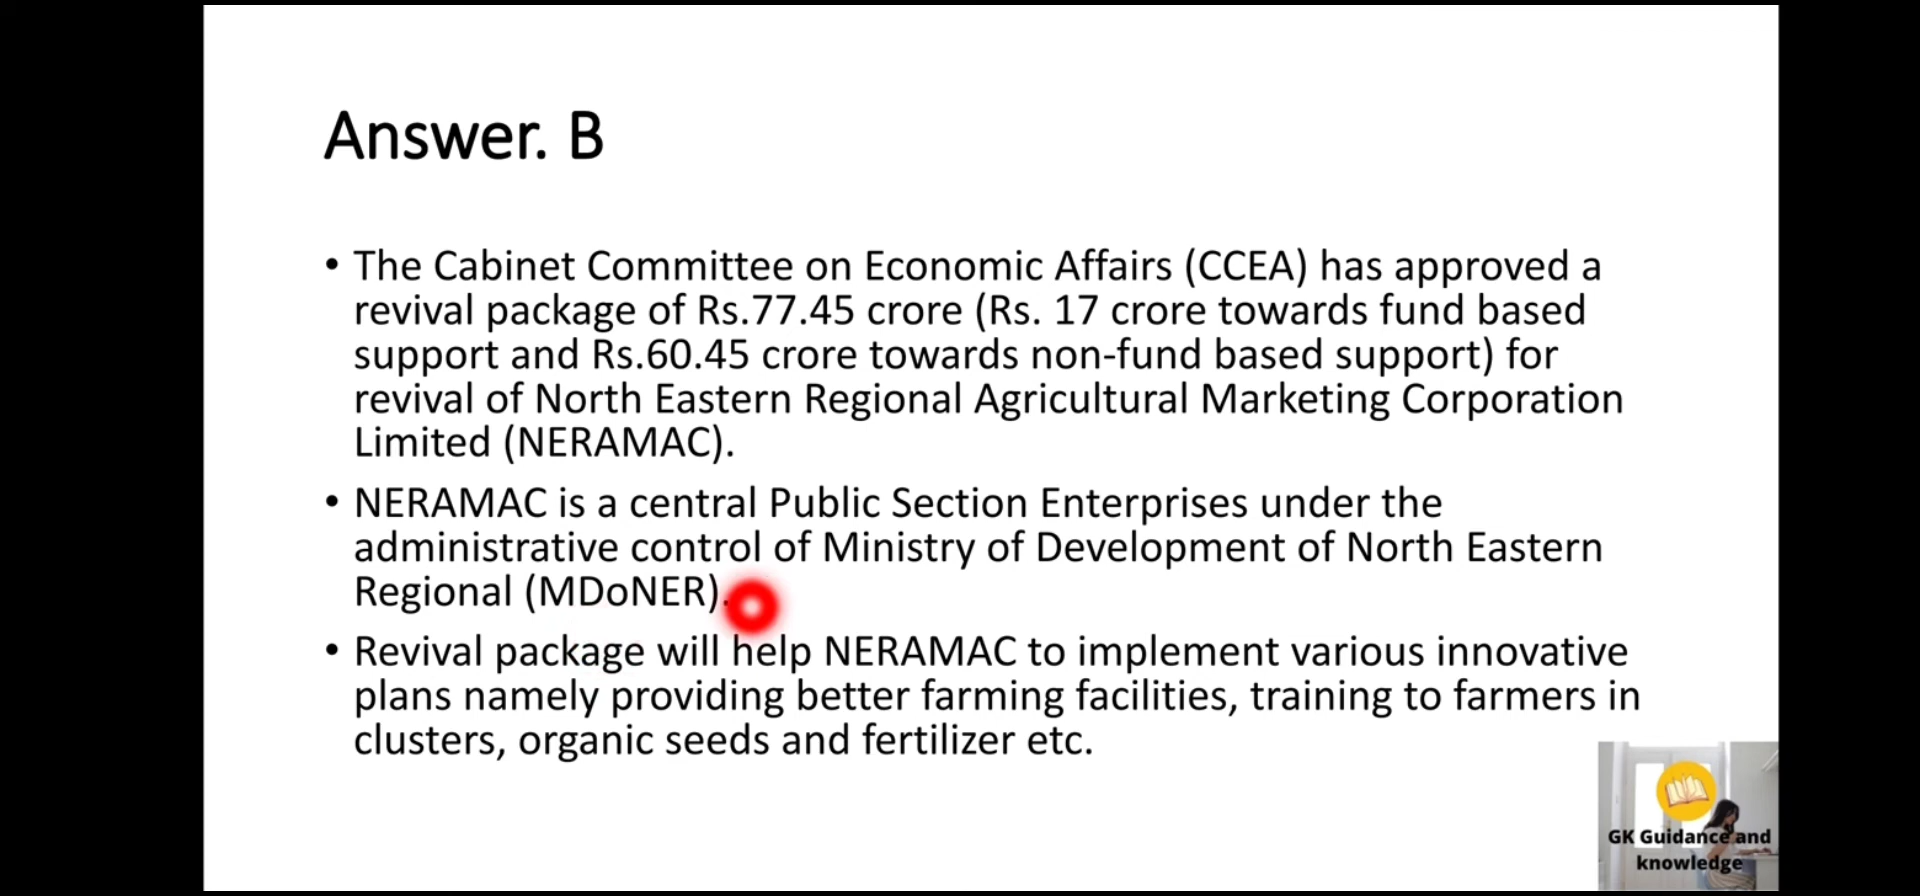 Answer. B
• The Cabinet Committee on Economic Affairs (CCEA) has approved a
revival package of Rs.77.45 crore (Rs. 17 crore towards fund based
support and Rs.60.45 crore towards non-fund based support) for
revival of North Eastern Regional Agricultural Marketing Corporation
Limited (NERAMAC).
• NERAMAC is a central Public Section Enterprises under the
administrative control of Ministry of Development of North Eastern
Regional (MDoNER).
• Revival package will help NERAMAC to implement various innovative
plans namely providing better farming facilities, training to farmers in
clusters, organic seeds and fertilizer etc.
GK Guidance and
knowledge